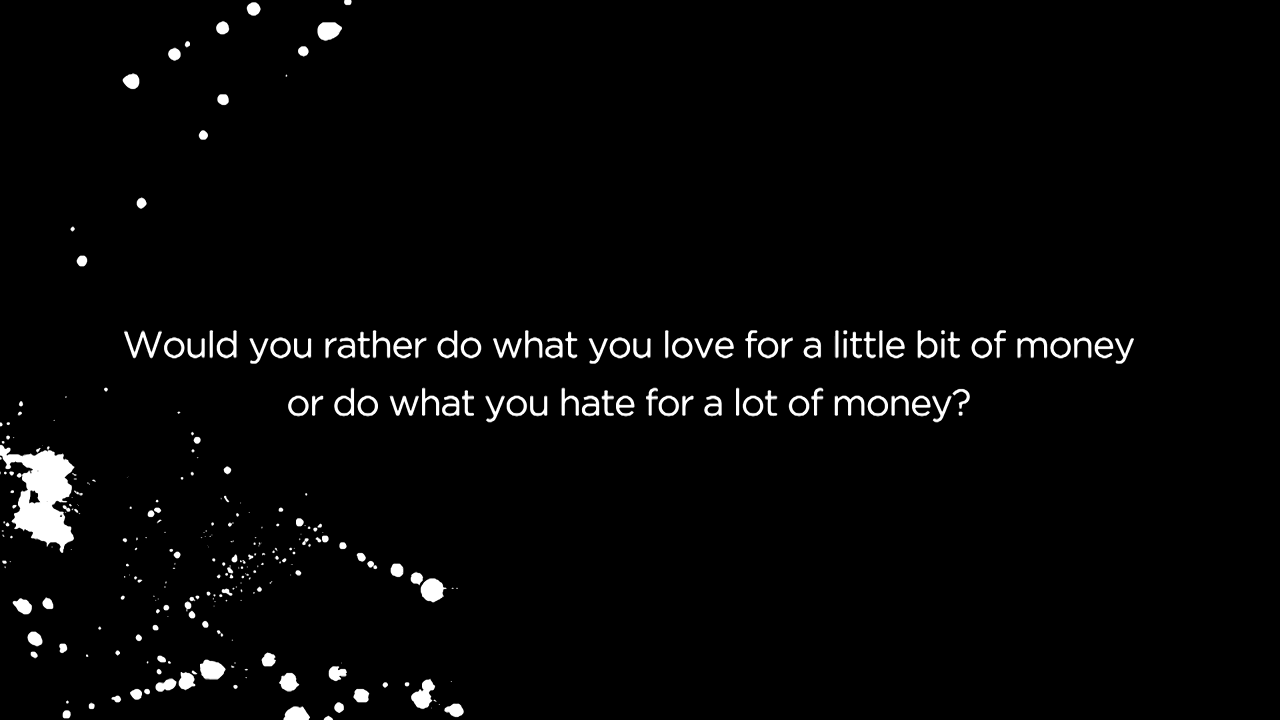 Would you rather do what you love for a little bit of money
or do what you hate for a lot of money?